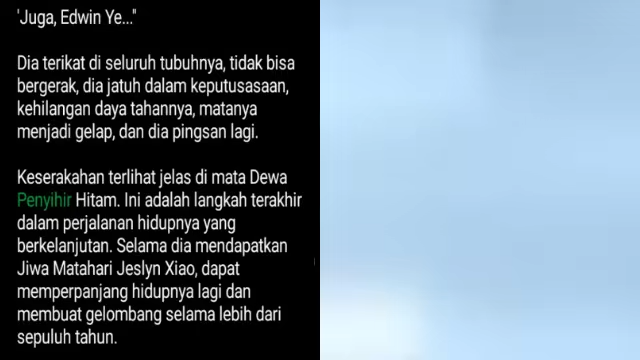 'Juga, Edwin Ye..."
Dia terikat di seluruh tubuhnya, tidak bisa
bergerak, dia jatuh dalam keputusasaan,
kehilangan daya tahannya, matanya
menjadi gelap, dan dia pingsan lagi.
Keserakahan terlihat jelas di mata Dewa
Penyihir Hitam. Ini adalah langkah terakhir
dalam perjalanan hidupnya yang
berkelanjutan. Selama dia mendapatkan
Jiwa Matahari Jeslyn Xiao, dapat
memperpanjang hidupnya lagi dan
membuat gelombang selama lebih dari
sepuluh tahun.